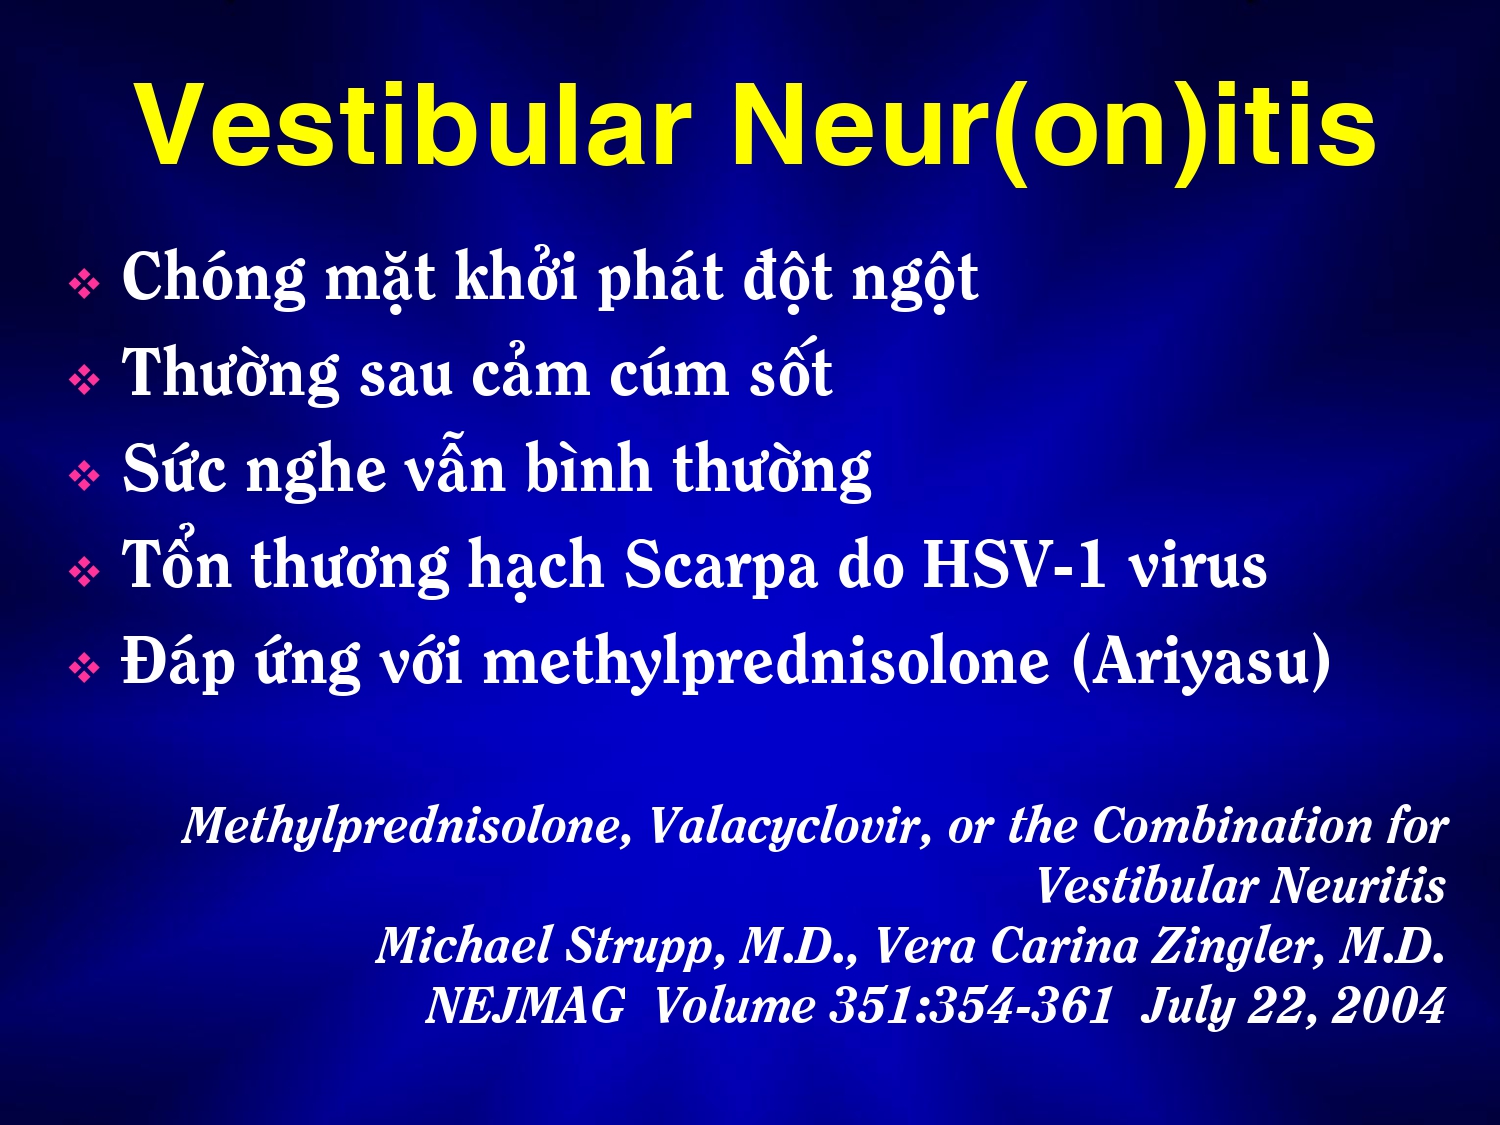 Vestibular Neur(on)itis
Chóng mặt khởi phát đột ngột
Thường sau cảm cúm sốt
Sức nghe vẫn bình thường
Tổn thương hạch Scarpa do HSV-1 virus
Đáp ứng với methylprednisolone (Ariyasu)
Methylprednisolone, Valacyclovir, or the Combination for
Vestibular Neuritis
Michael Strupp, M.D., Vera Carina Zingler, M.D.
NEJMAG Volume 351:354-361 July 22, 2004